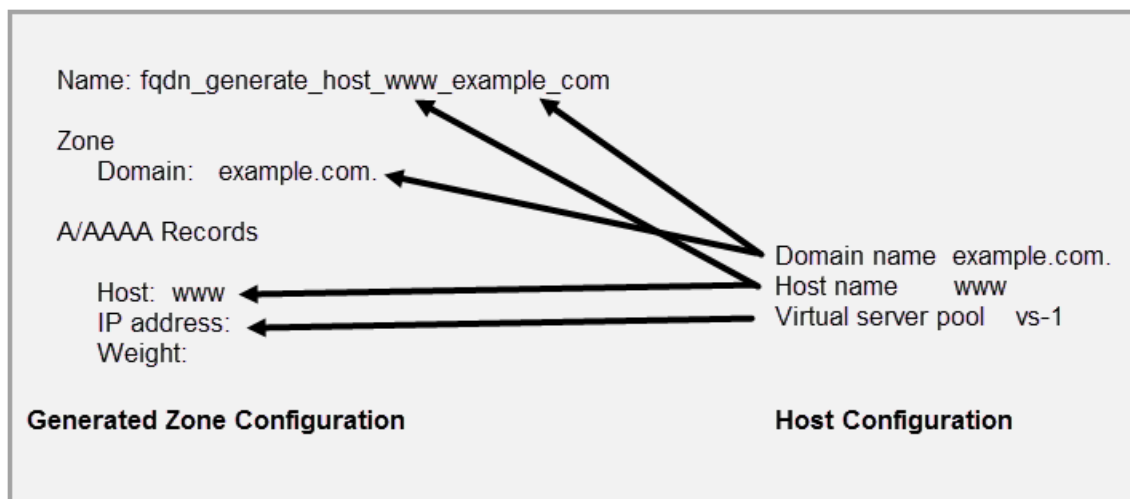 Name: fqdn_generate_host_www_example_com
Zone
Domain: example.com.
A/AAAA Records
Host: www
IP address:
Weight:
Generated Zone Configuration
Domain name example.com.
Host name www
Virtual server pool vs-1
Host Configuration